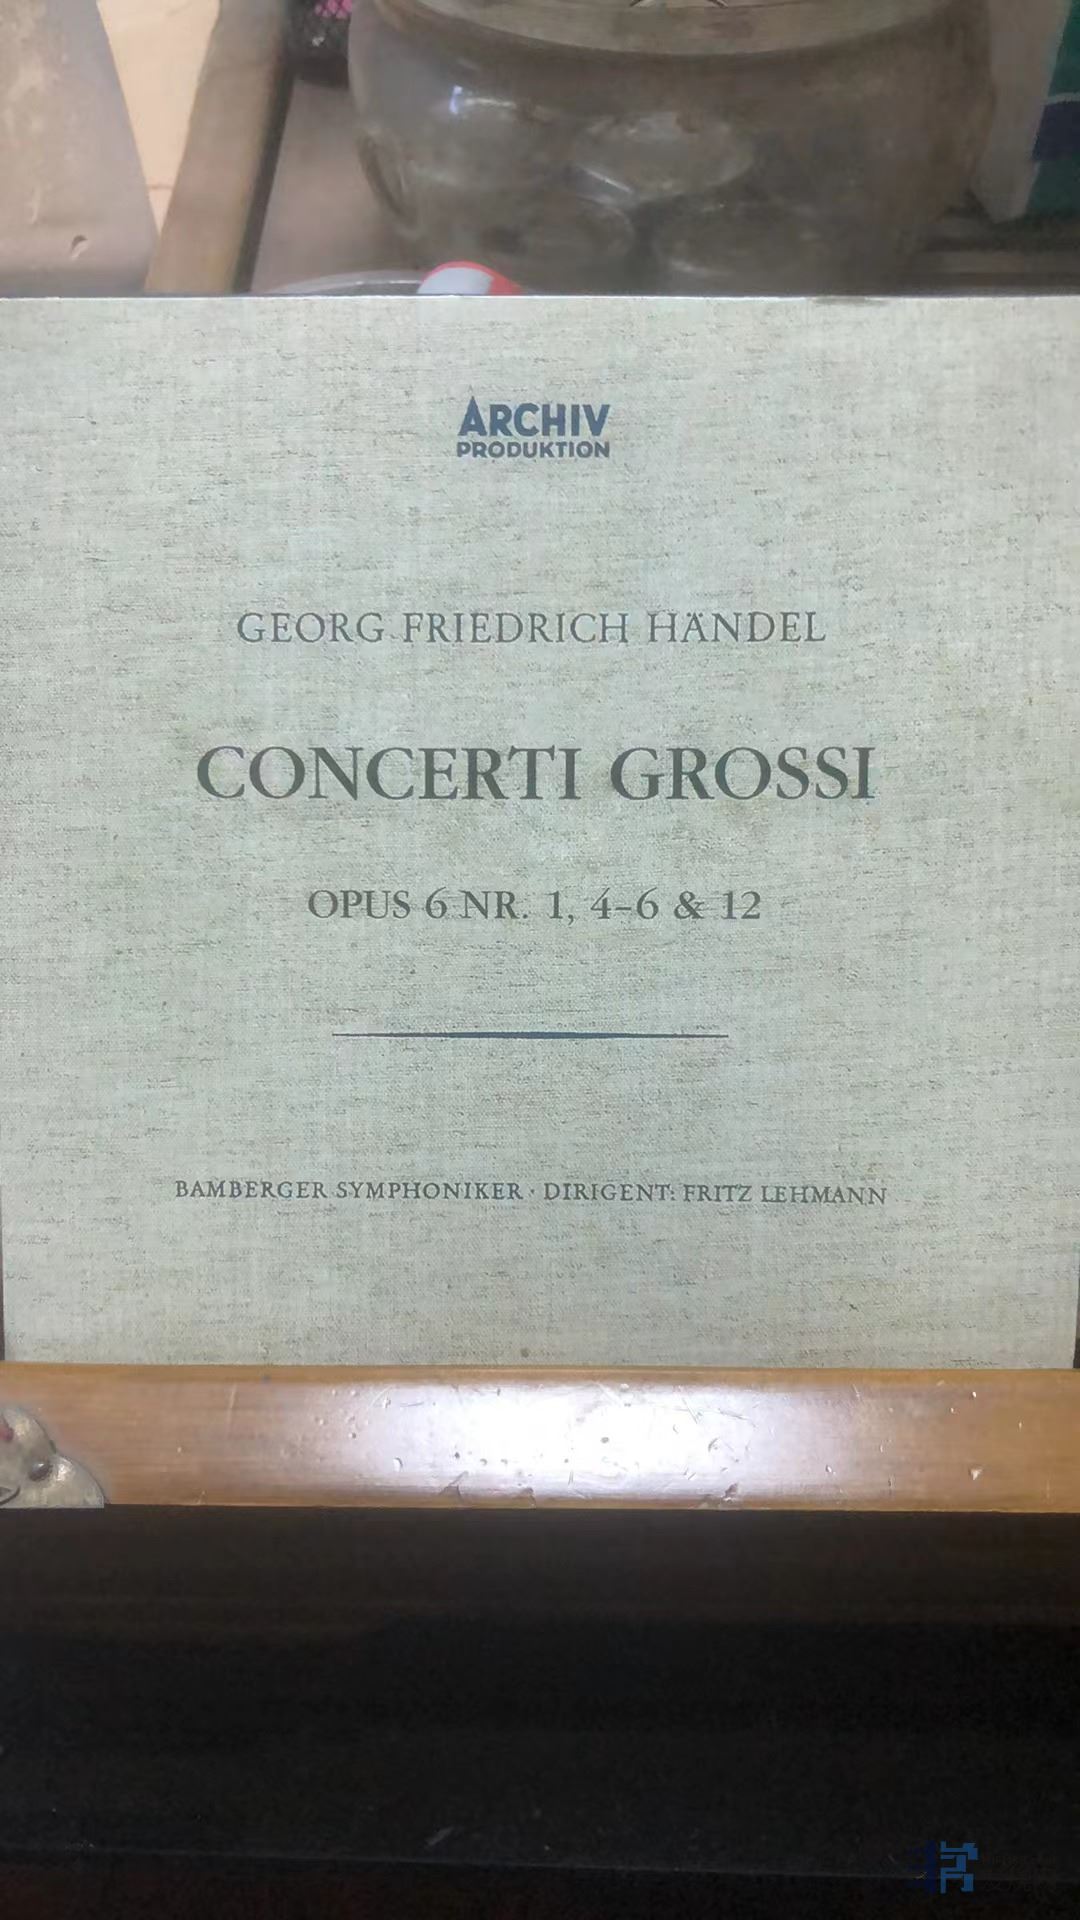 ARCHIV
PRODUKTION
GEORG FRIEDRICH HÄNDEL
CONCERTI GROSSI
OPUS 6 NR. 1, 4–6 & 12
BAMBERGER SYMPHONIKER · DIRIGENT: FRITZ LEHMANN